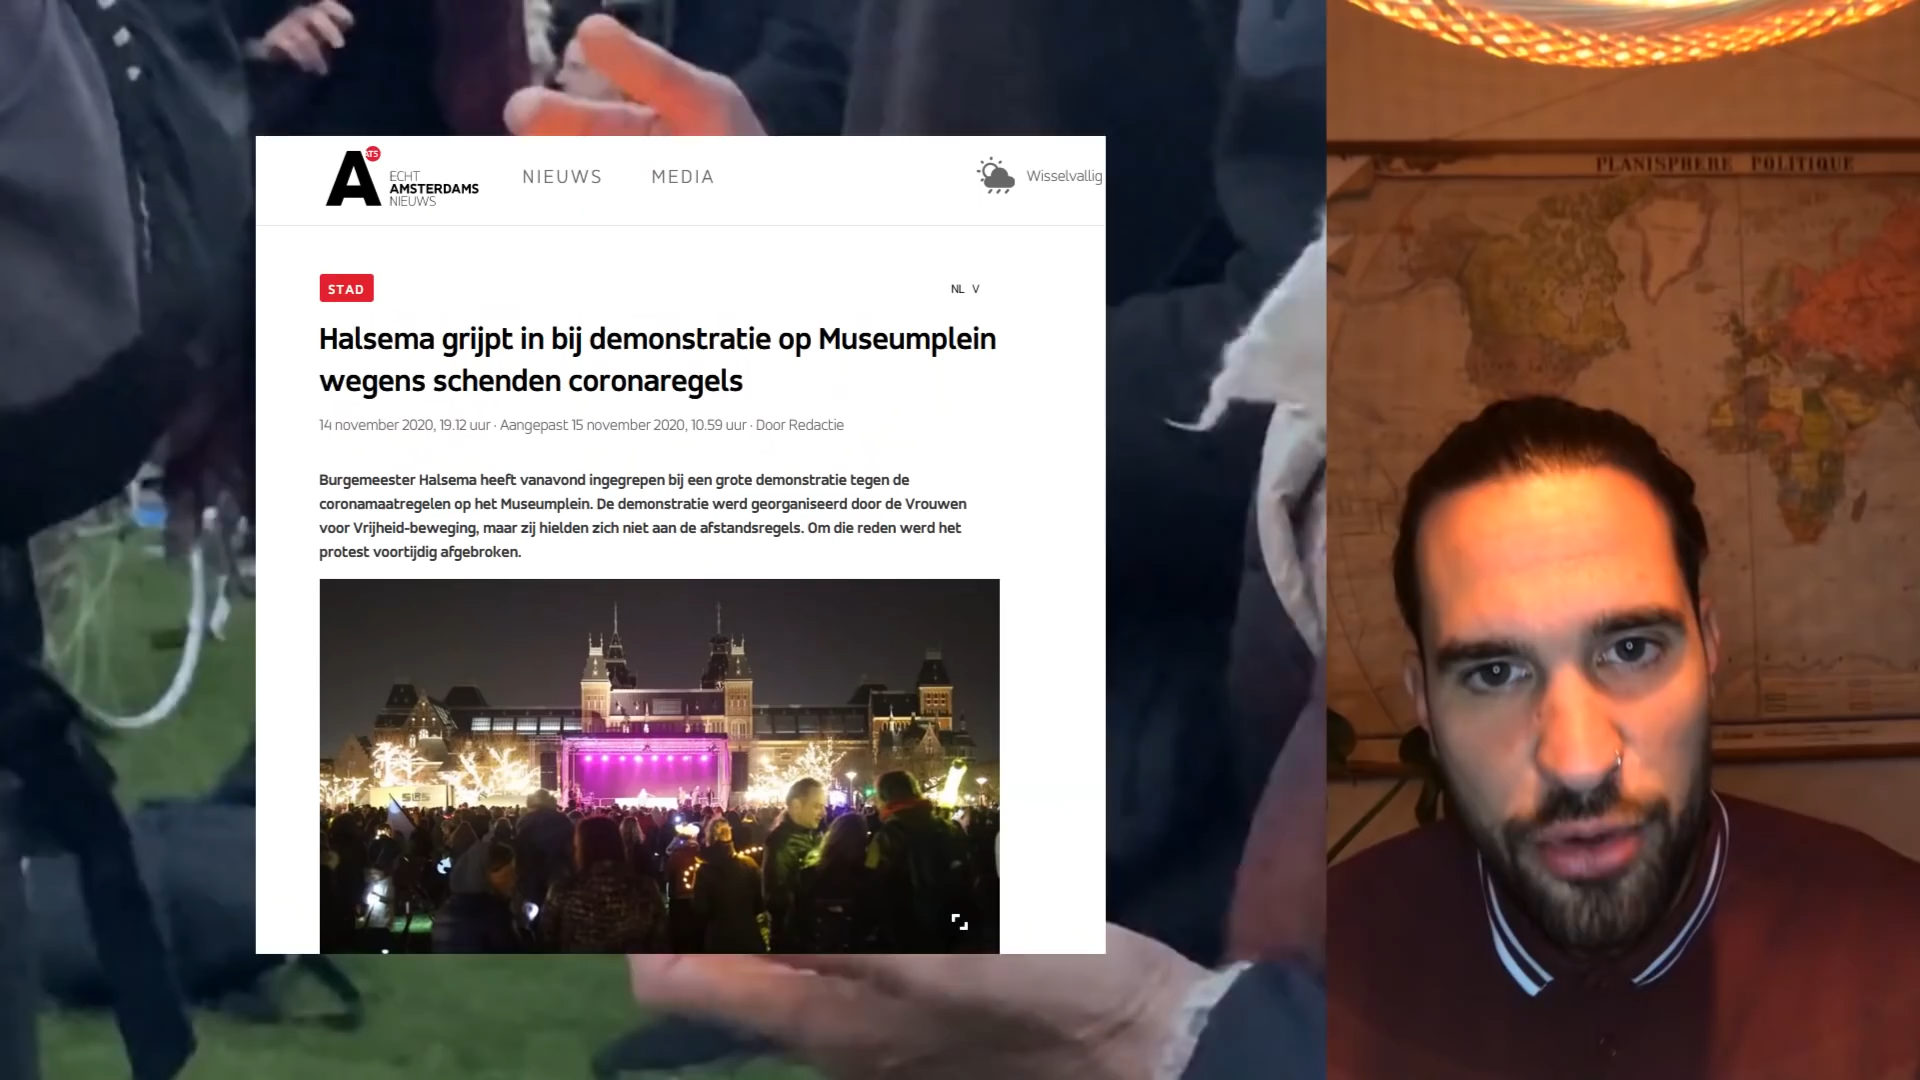 AT5
ECHT
AMSTERDAMS
NIEUWS
NIEUWS
MEDIA
Wisselvallig
STAD
NL V
Halsema grijpt in bij demonstratie op Museumplein
wegens schenden coronaregels
14 november 2020, 19.12 uur · Aangepast 15 november 2020, 10.59 uur · Door Redactie
Burgemeester Halsema heeft vanavond ingegrepen bij een grote demonstratie tegen de
coronamaatregelen op het Museumplein. De demonstratie werd georganiseerd door de Vrouwen
voor Vrijheid-beweging, maar zij hielden zich niet aan de afstandsregels. Om die reden werd het
protest voortijdig afgebroken.
PLANISPHERE POLITIQUE